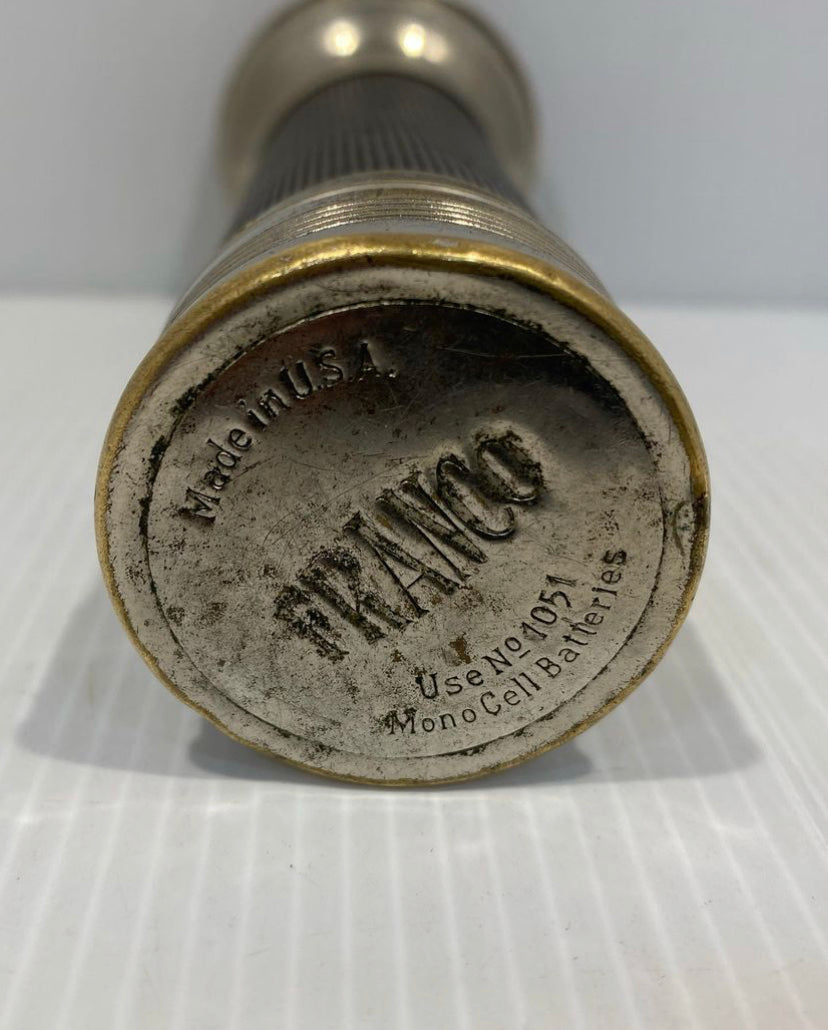 Made in U.S.A.
FRANCO
Use Nº 1051
Mono Cell Batteries